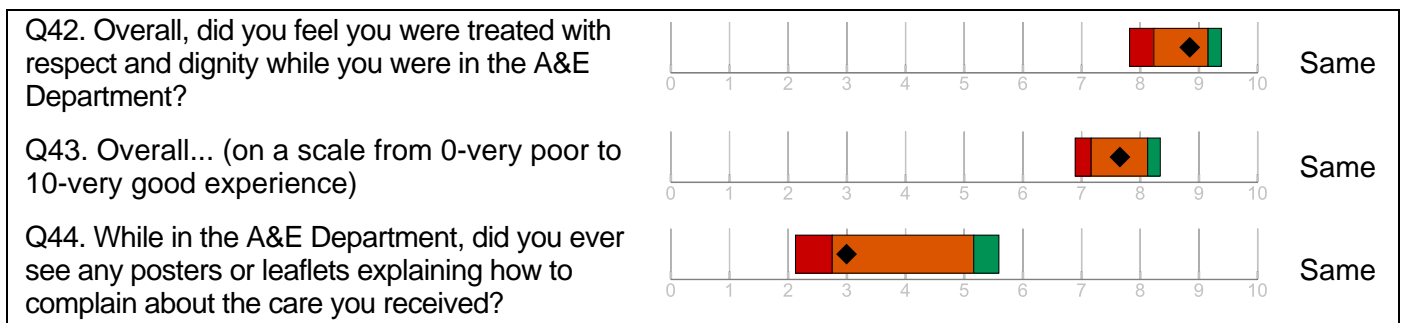 Q42. Overall, did you feel you were treated with
respect and dignity while you were in the A&E
Department?
0 1 2 3 4 5 6 7 8 9 10
Same
Q43. Overall... (on a scale from 0-very poor to
10-very good experience)
0 1 2 3 4 5 6 7 8 9 10
Same
Q44. While in the A&E Department, did you ever
see any posters or leaflets explaining how to
complain about the care you received?
0 1 2 3 4 5 6 7 8 9 10
Same